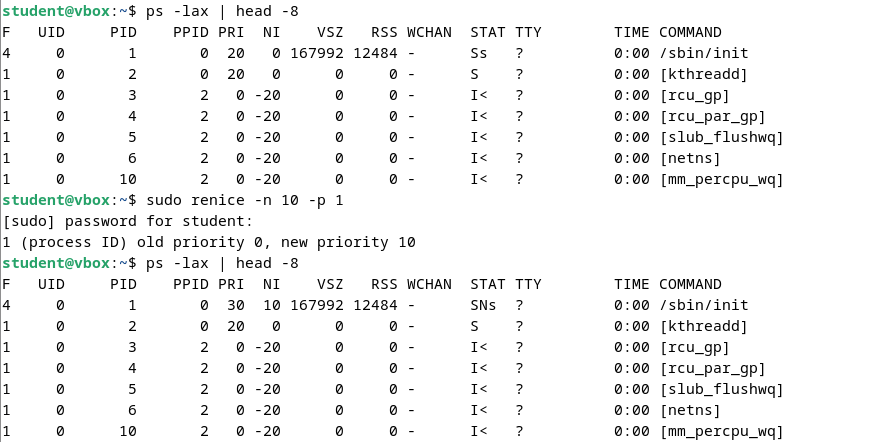 student@vbox:~$ ps -lax | head -8
F   UID     PID    PPID PRI  NI    VSZ   RSS WCHAN  STAT TTY        TIME COMMAND
4     0       1       0  20   0 167992 12484 -      Ss   ?          0:00 /sbin/init
1     0       2       0  20   0      0     0 -      S    ?          0:00 [kthreadd]
1     0       3       2   0 -20      0     0 -      I<   ?          0:00 [rcu_gp]
1     0       4       2   0 -20      0     0 -      I<   ?          0:00 [rcu_par_gp]
1     0       5       2   0 -20      0     0 -      I<   ?          0:00 [slub_flushwq]
1     0       6       2   0 -20      0     0 -      I<   ?          0:00 [netns]
1     0      10       2   0 -20      0     0 -      I<   ?          0:00 [mm_percpu_wq]
student@vbox:~$ sudo renice -n 10 -p 1
[sudo] password for student:
1 (process ID) old priority 0, new priority 10
student@vbox:~$ ps -lax | head -8
F   UID     PID    PPID PRI  NI    VSZ   RSS WCHAN  STAT TTY        TIME COMMAND
4     0       1       0  30  10 167992 12484 -      SNs  ?          0:00 /sbin/init
1     0       2       0  20   0      0     0 -      S    ?          0:00 [kthreadd]
1     0       3       2   0 -20      0     0 -      I<   ?          0:00 [rcu_gp]
1     0       4       2   0 -20      0     0 -      I<   ?          0:00 [rcu_par_gp]
1     0       5       2   0 -20      0     0 -      I<   ?          0:00 [slub_flushwq]
1     0       6       2   0 -20      0     0 -      I<   ?          0:00 [netns]
1     0      10       2   0 -20      0     0 -      I<   ?          0:00 [mm_percpu_wq]